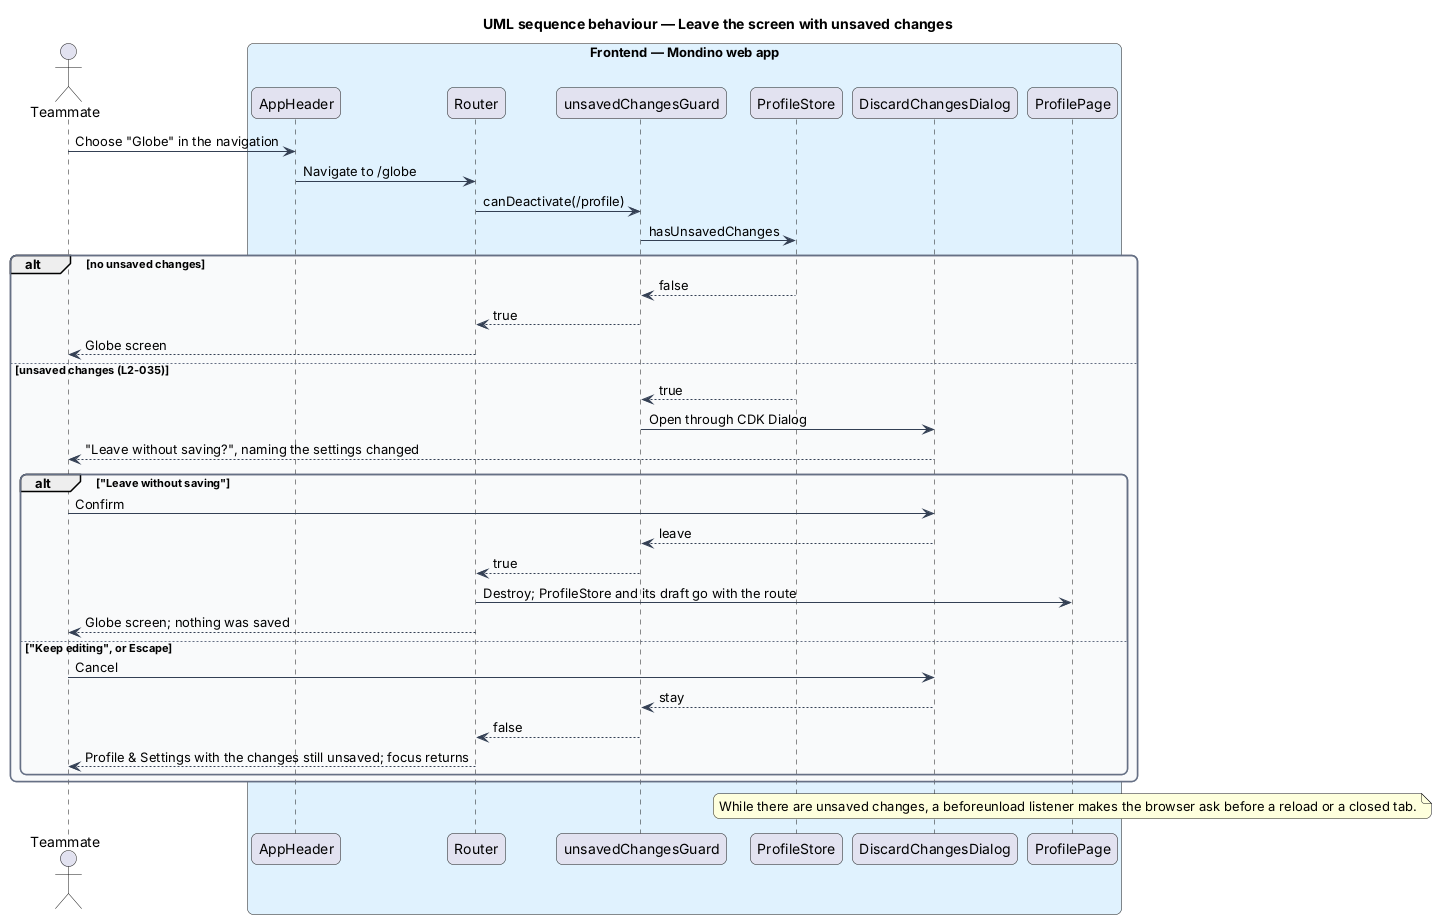 UML sequence behaviour — Leave the screen with unsaved changes
Frontend — Mondino web app
Teammate
AppHeader
Router
unsavedChangesGuard
ProfileStore
DiscardChangesDialog
ProfilePage
Choose "Globe" in the navigation
Navigate to /globe
canDeactivate(/profile)
hasUnsavedChanges
alt
[no unsaved changes]
false
true
Globe screen
[unsaved changes (L2-035)]
true
Open through CDK Dialog
"Leave without saving?", naming the settings changed
alt
["Leave without saving"]
Confirm
leave
true
Destroy; ProfileStore and its draft go with the route
Globe screen; nothing was saved
["Keep editing", or Escape]
Cancel
stay
false
Profile & Settings with the changes still unsaved; focus returns
While there are unsaved changes, a beforeunload listener makes the browser ask before a reload or a closed tab.
Teammate
AppHeader
Router
unsavedChangesGuard
ProfileStore
DiscardChangesDialog
ProfilePage